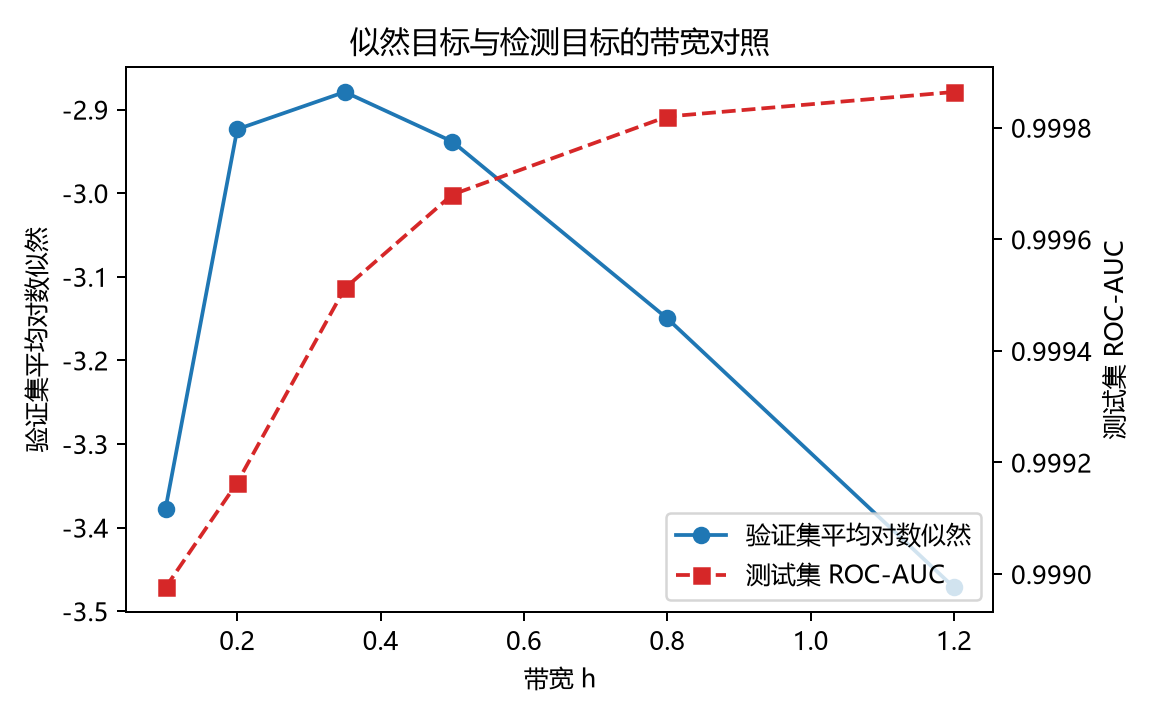 似然目标与检测目标的带宽对照
验证集平均对数似然
-2.9
-3.0
-3.1
-3.2
-3.3
-3.4
-3.5
0.9998
0.9996
0.9994
0.9992
0.9990
测试集 ROC-AUC
验证集平均对数似然
测试集 ROC-AUC
0.2 0.4 0.6 0.8 1.0 1.2
带宽 h